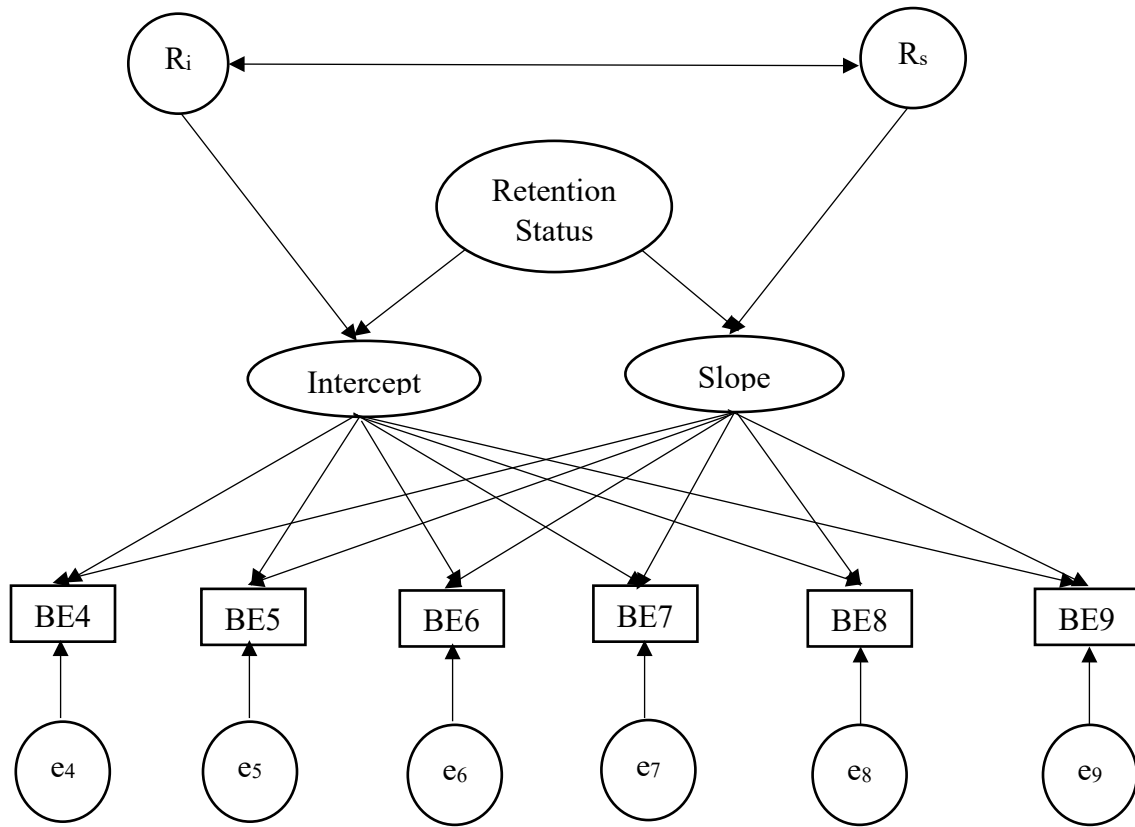 Ri
Rs
Retention
Status
Intercept
Slope
BE4
BE5
BE6
BE7
BE8
BE9
e4
e5
e6
e7
e8
e9